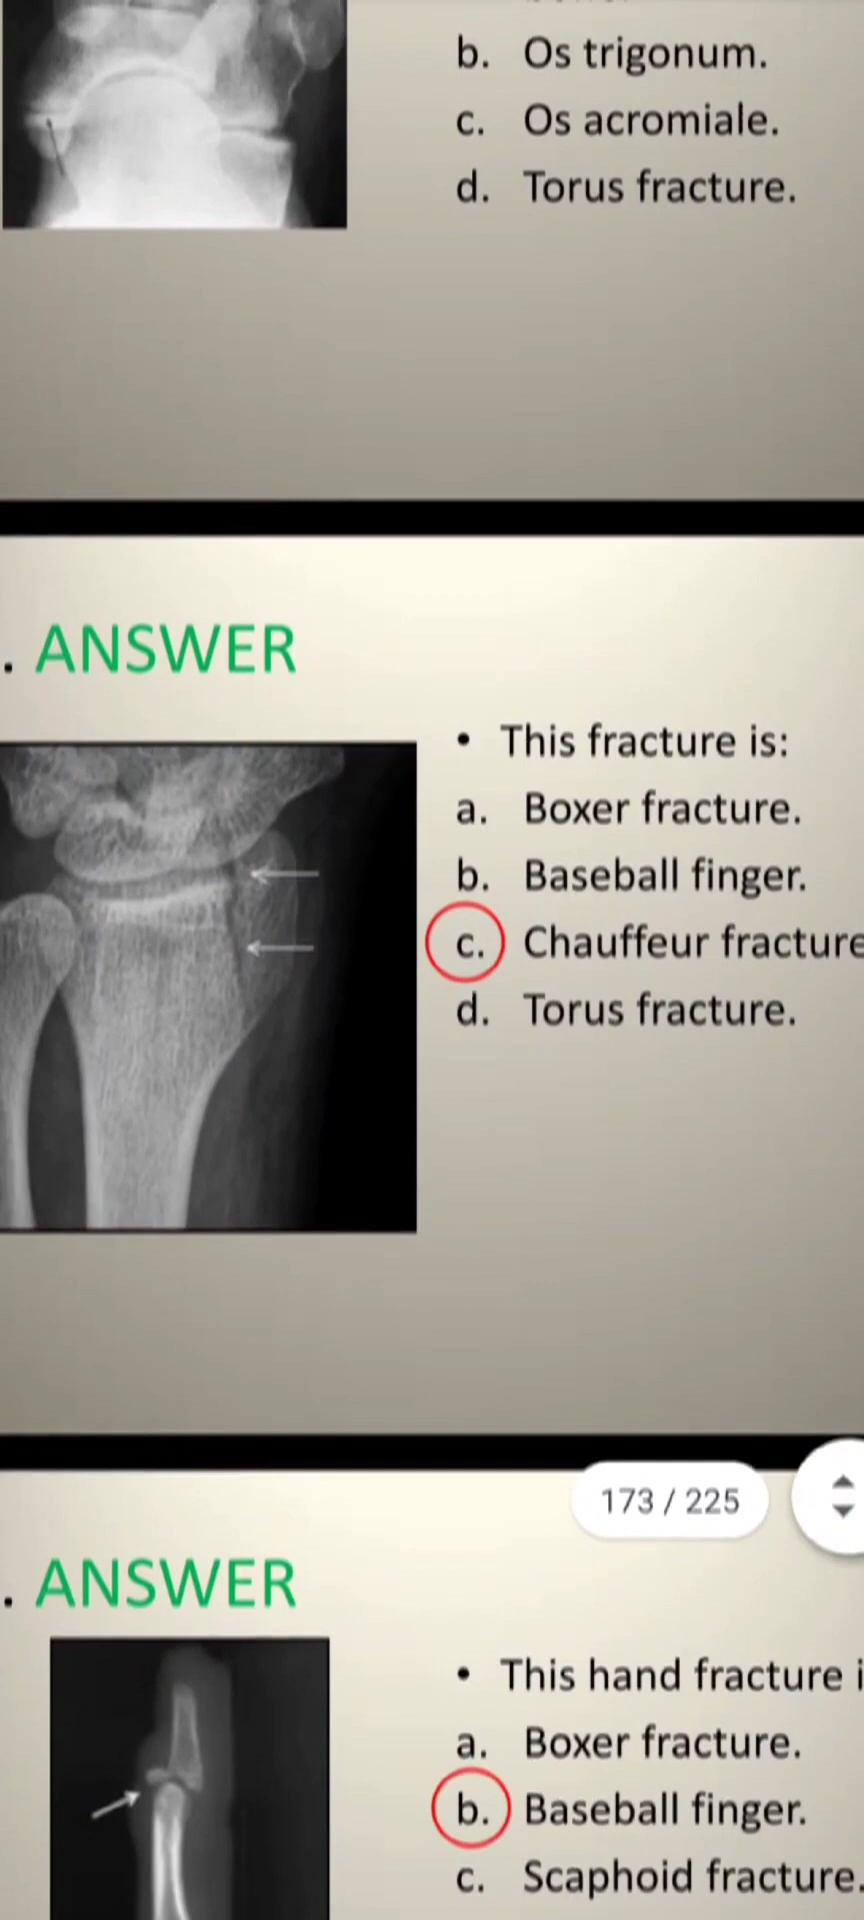 b. Os trigonum.
c. Os acromiale.
d. Torus fracture.
. ANSWER
• This fracture is:
a. Boxer fracture.
b. Baseball finger.
c. Chauffeur fracture
d. Torus fracture.
173 / 225
. ANSWER
• This hand fracture i
a. Boxer fracture.
b. Baseball finger.
c. Scaphoid fracture.